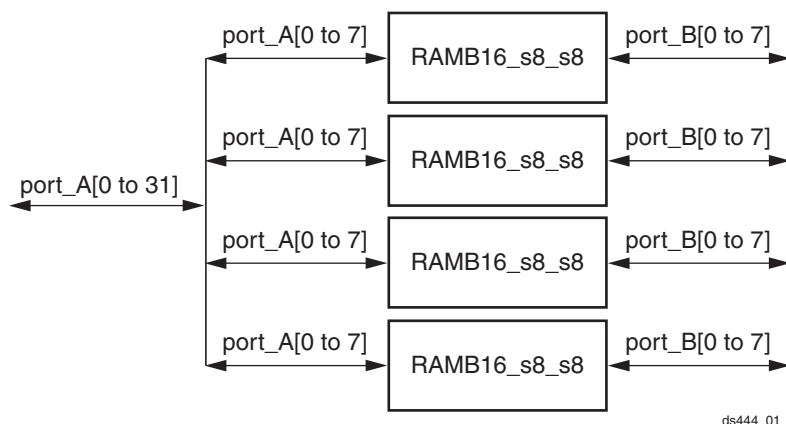 port_A[0 to 7]
RAMB16_s8_s8
port_B[0 to 7]
port_A[0 to 7]
RAMB16_s8_s8
port_B[0 to 7]
port_A[0 to 31]
port_A[0 to 7]
RAMB16_s8_s8
port_B[0 to 7]
port_A[0 to 7]
RAMB16_s8_s8
port_B[0 to 7]
ds444_01